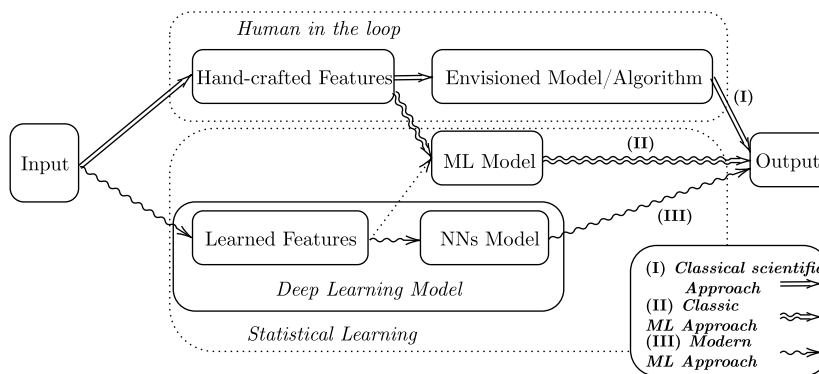 Human in the loop
Hand-crafted Features
Envisioned Model/Algorithm
(I)
Input
ML Model
(II)
Output
Learned Features
NNs Model
(III)
Deep Learning Model
Statistical Learning
(I) Classical scientific
Approach
(II) Classic
ML Approach
(III) Modern
ML Approach